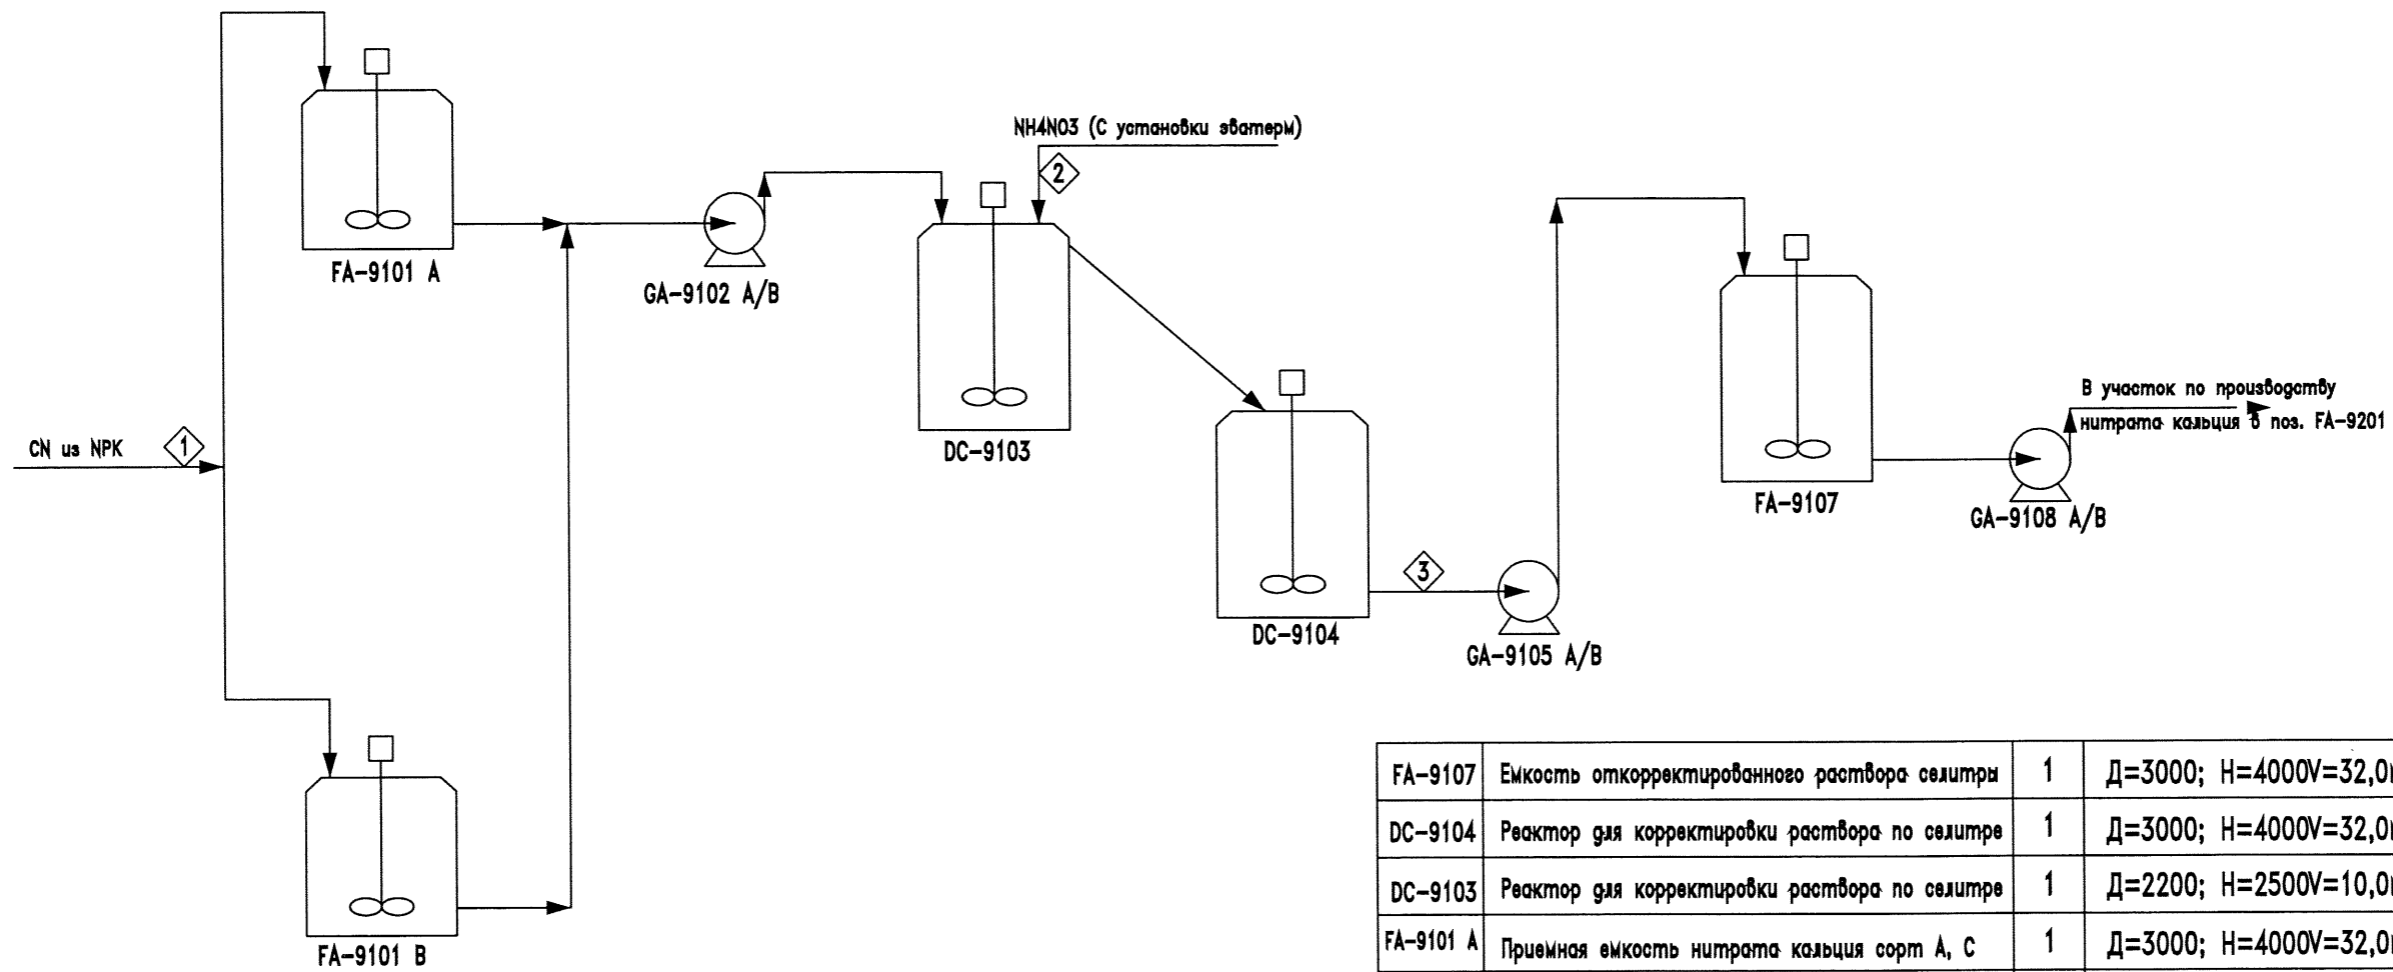 NH4NO3 (С установки эватерм)
2
FA-9101 A
GA-9102 A/B
DC-9103
В участок по производству
нитрата кальция в поз. FA-9201
CN из NPK
1
FA-9107
GA-9108 A/B
3
DC-9104
GA-9105 A/B
FA-9101 B
FA-9107 Емкость откорректированного раствора селитры 1 Д=3000; Н=4000V=32,0
DC-9104 Реактор для корректировки раствора по селитре 1 Д=3000; Н=4000V=32,0
DC-9103 Реактор для корректировки раствора по селитре 1 Д=2200; Н=2500V=10,0
FA-9101 A Приемная емкость нитрата кальция сорт А, С 1 Д=3000; Н=4000V=32,0